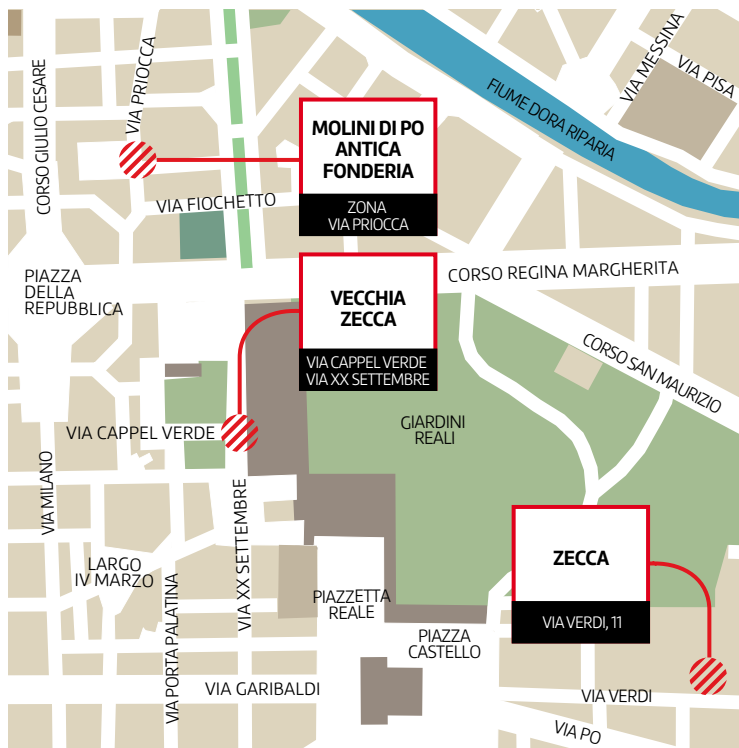 VIA MESSINA
VIA PISA
FIUME DORA RIPARIA
CORSO GIULIO CESARE
VIA PRIOCCA
MOLINI DI PO
ANTICA
FONDERIA
ZONA
VIA PRIOCCA
VIA FIOCHETTO
PIAZZA
DELLA
REPUBBLICA
CORSO REGINA MARGHERITA
VECCHIA
ZECCA
VIA CAPPEL VERDE
VIA XX SETTEMBRE
CORSO SAN MAURIZIO
VIA CAPPEL VERDE
GIARDINI
REALI
VIA MILANO
VIA XX SETTEMBRE
LARGO
IV MARZO
VIA PORTA PALATINA
PIAZZETTA
REALE
ZECCA
VIA VERDI, 11
PIAZZA
CASTELLO
VIA GARIBALDI
VIA VERDI
VIA PO